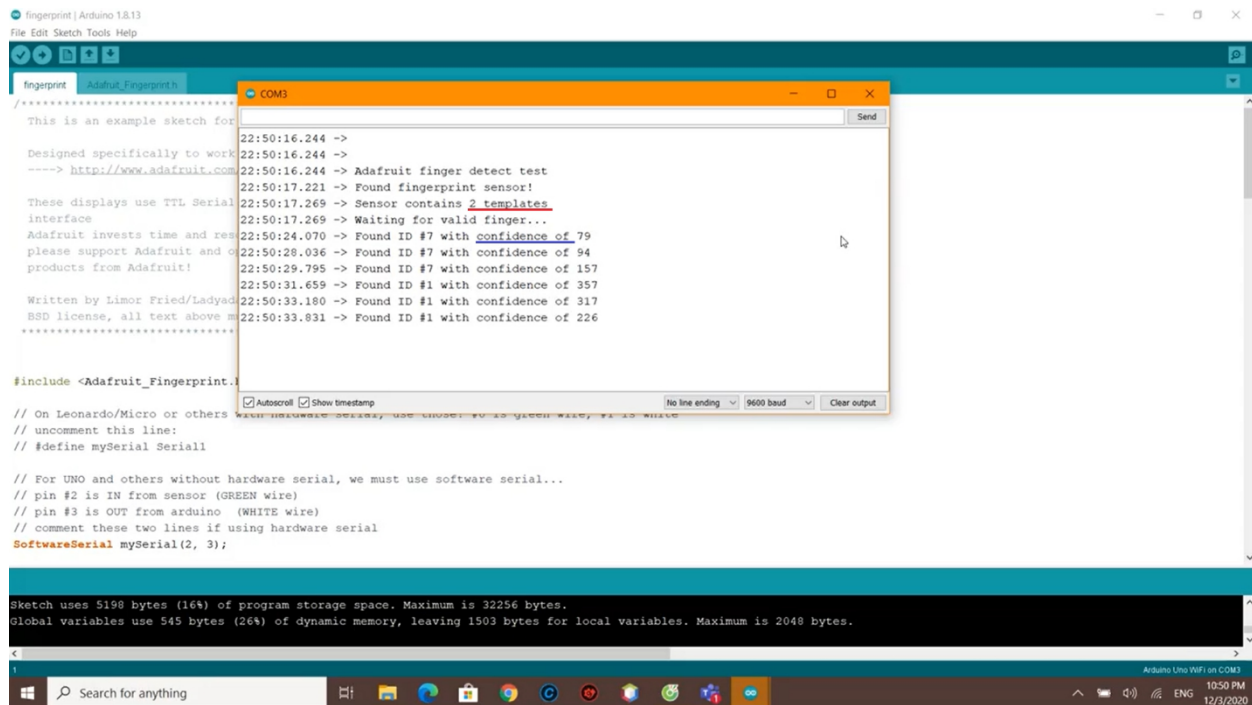 fingerprint | Arduino 1.8.13
File Edit Sketch Tools Help
fingerprint Adafruit_Fingerprint.h
/******************************
This is an example sketch for
Designed specifically to work
----> http://www.adafruit.com
These displays use TTL Serial
interface
Adafruit invests time and
please support Adafruit and
products from Adafruit!
Written by Limor Fried/Ladyad
BSD license, all text above
******************************
#include <Adafruit_Fingerprint.
// On Leonardo/Micro or others with hardware serial, use those! #0 is green wire, #1 is white
// uncomment this line:
// #define mySerial Serial1
// For UNO and others without hardware serial, we must use software serial...
// pin #2 is IN from sensor (GREEN wire)
// pin #3 is OUT from arduino (WHITE wire)
// comment these two lines if using hardware serial
SoftwareSerial mySerial(2, 3);
COM3
Send
22:50:16.244 ->
22:50:16.244 ->
22:50:16.244 -> Adafruit finger detect test
22:50:17.221 -> Found fingerprint sensor!
22:50:17.269 -> Sensor contains 2 templates
22:50:17.269 -> Waiting for valid finger...
22:50:24.070 -> Found ID #7 with confidence of 79
22:50:28.036 -> Found ID #7 with confidence of 94
22:50:29.795 -> Found ID #7 with confidence of 157
22:50:31.659 -> Found ID #1 with confidence of 357
22:50:33.180 -> Found ID #1 with confidence of 317
22:50:33.831 -> Found ID #1 with confidence of 226
Autoscroll Show timestamp No line ending 9600 baud Clear output
Sketch uses 5198 bytes (16%) of program storage space. Maximum is 32256 bytes.
Global variables use 545 bytes (26%) of dynamic memory, leaving 1503 bytes for local variables. Maximum is 2048 bytes.
1 Arduino Uno WiFi on COM3
Search for anything
ENG
10:50 PM
12/3/2020